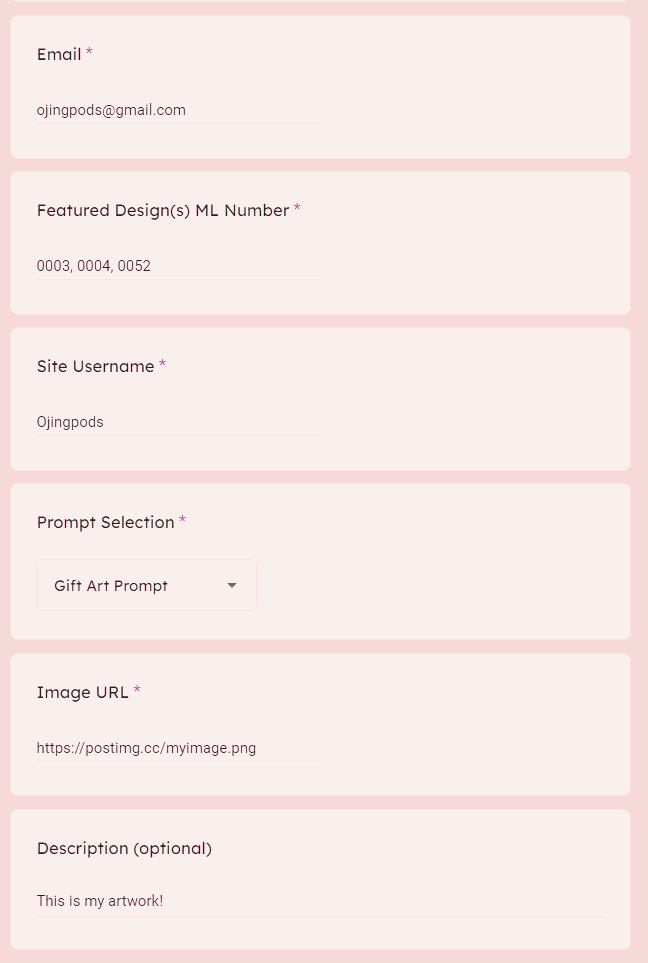 Email *
ojingpods@gmail.com
Featured Design(s) ML Number *
0003, 0004, 0052
Site Username *
Ojingpods
Prompt Selection *
Gift Art Prompt
Image URL *
https://postimg.cc/myimage.png
Description (optional)
This is my artwork!